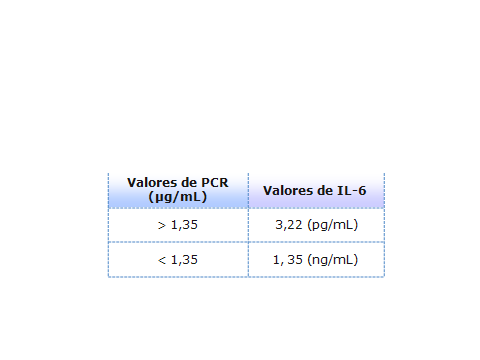 Valores de PCR
(µg/mL)
Valores de IL-6
> 1,35
3,22 (pg/mL)
< 1,35
1, 35 (ng/mL)